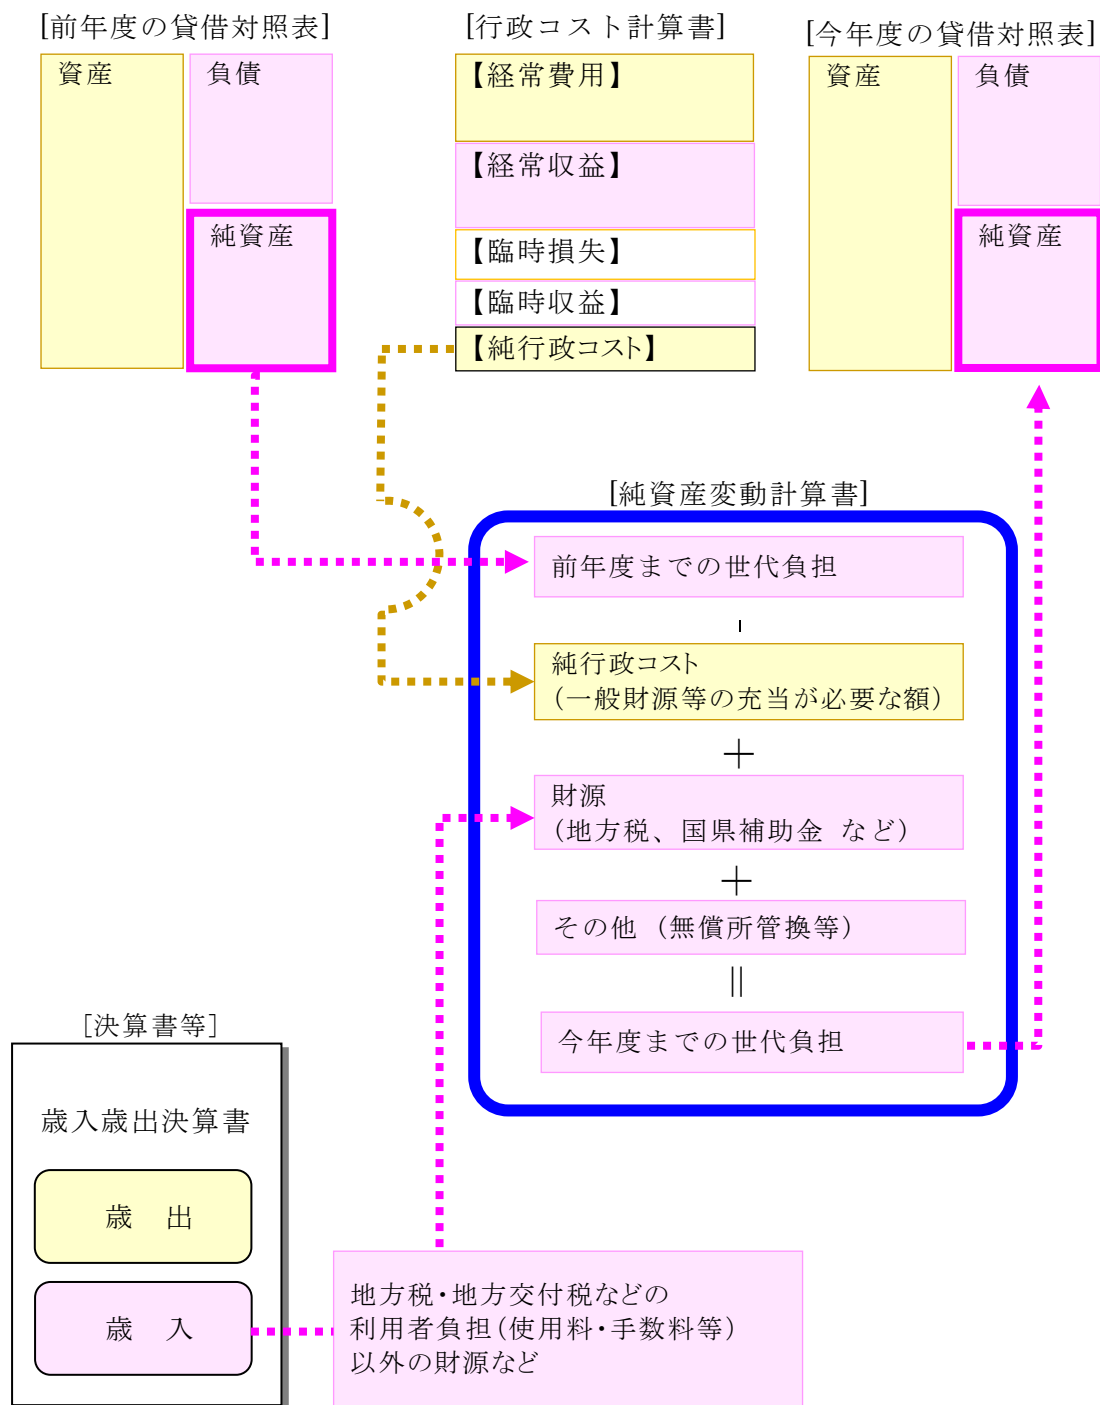 [前年度の貸借対照表]
資産
負債
純資産
[行政コスト計算書]
【経常費用】
【経常収益】
【臨時損失】
【臨時収益】
【純行政コスト】
[今年度の貸借対照表]
資産
負債
純資産
[純資産変動計算書]
前年度までの世代負担
-
純行政コスト
(一般財源等の充当が必要な額)
＋
財源
(地方税、国県補助金 など)
＋
その他 (無償所管換等)
||
今年度までの世代負担
[決算書等]
歳入歳出決算書
歳 出
歳 入
地方税・地方交付税などの
利用者負担(使用料・手数料等)
以外の財源など